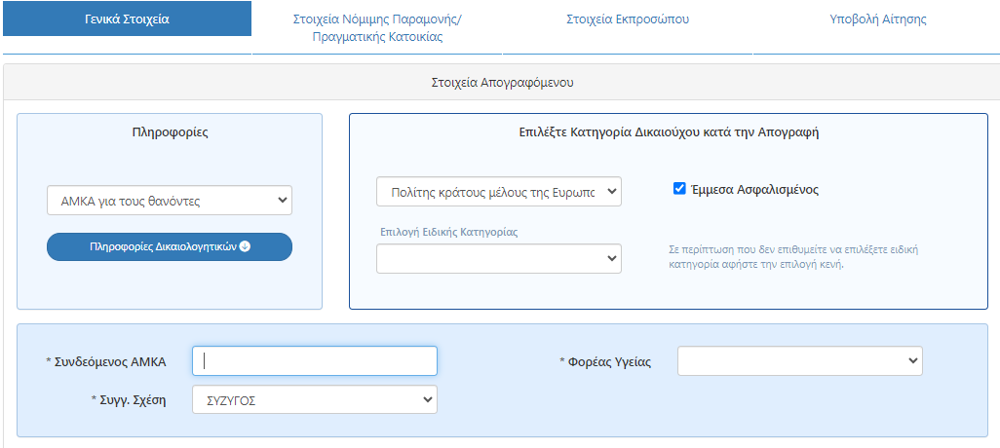 Γενικά Στοιχεία
Στοιχεία Νόμιμης Παραμονής/
Πραγματικής Κατοικίας
Στοιχεία Εκπροσώπου
Υποβολή Αίτησης
Στοιχεία Απογραφόμενου
Πληροφορίες
ΑΜΚΑ για τους θανόντες
Πληροφορίες Δικαιολογητικών
Επιλέξτε Κατηγορία Δικαιούχου κατά την Απογραφή
Πολίτης κράτους μέλους της Ευρωπα
Έμμεσα Ασφαλισμένος
Επιλογή Ειδικής Κατηγορίας
Σε περίπτωση που δεν επιθυμείτε να επιλέξετε ειδική
κατηγορία αφήστε την επιλογή κενή.
* Συνδεόμενος ΑΜΚΑ
* Φορέας Υγείας
* Συγγ. Σχέση
ΣΥΖΥΓΟΣ